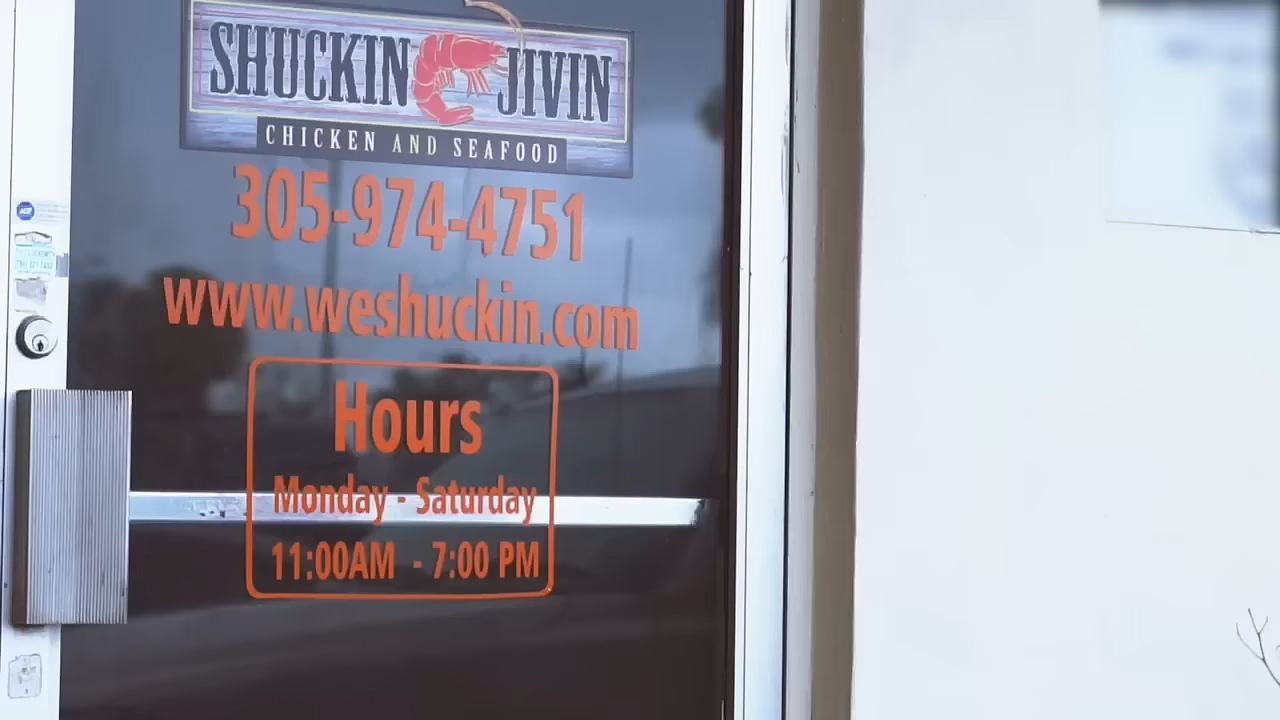 SHUCKIN JIVIN
CHICKEN AND SEAFOOD
305-974-4751
www.weshuckin.com
Hours
Monday - Saturday
11:00AM - 7:00 PM
ADT